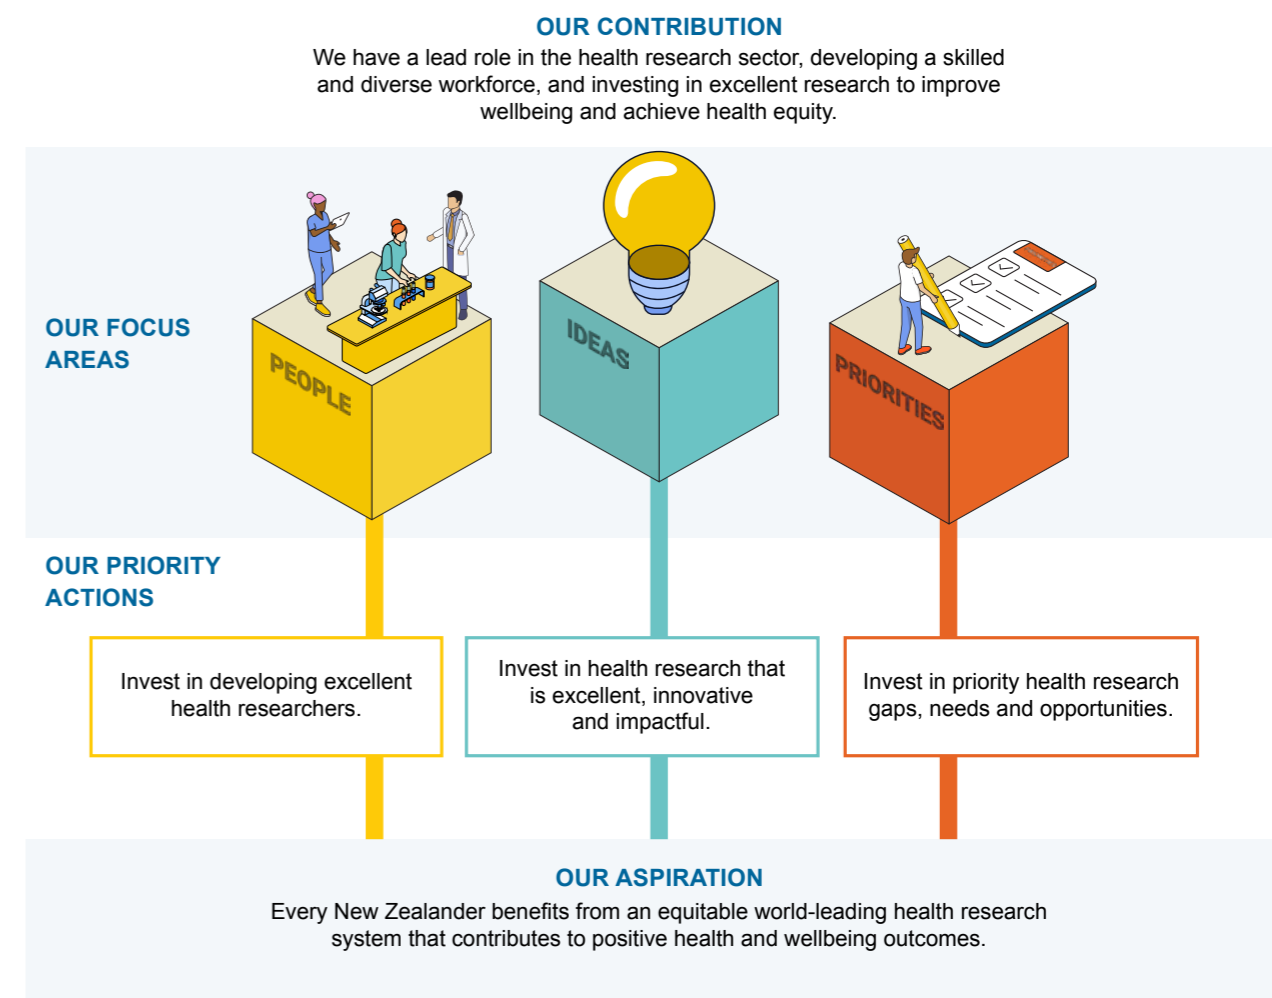 OUR CONTRIBUTION
We have a lead role in the health research sector, developing a skilled
and diverse workforce, and investing in excellent research to improve
wellbeing and achieve health equity.
OUR FOCUS
AREAS
PEOPLE
IDEAS
PRIORITIES
OUR PRIORITY
ACTIONS
Invest in developing excellent
health researchers.
Invest in health research that
is excellent, innovative
and impactful.
Invest in priority health research
gaps, needs and opportunities.
OUR ASPIRATION
Every New Zealander benefits from an equitable world-leading health research
system that contributes to positive health and wellbeing outcomes.